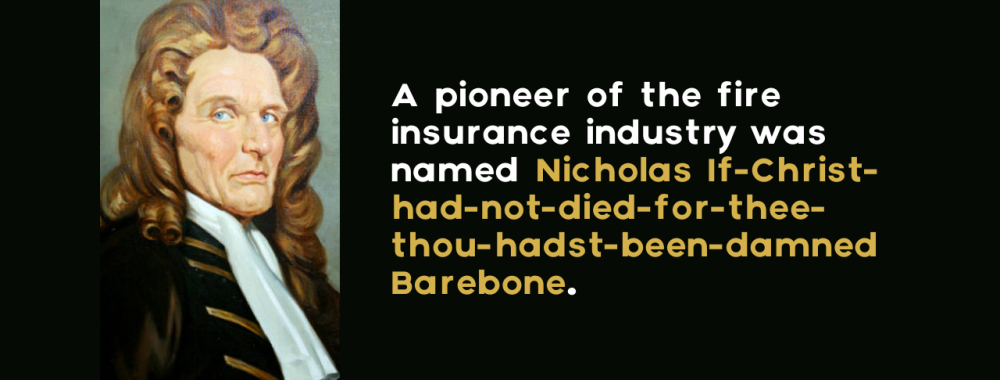 A pioneer of the fire
insurance industry was
named Nicholas If-Christ-
had-not-died-for-thee-
thou-hadst-been-damned
Barebone.